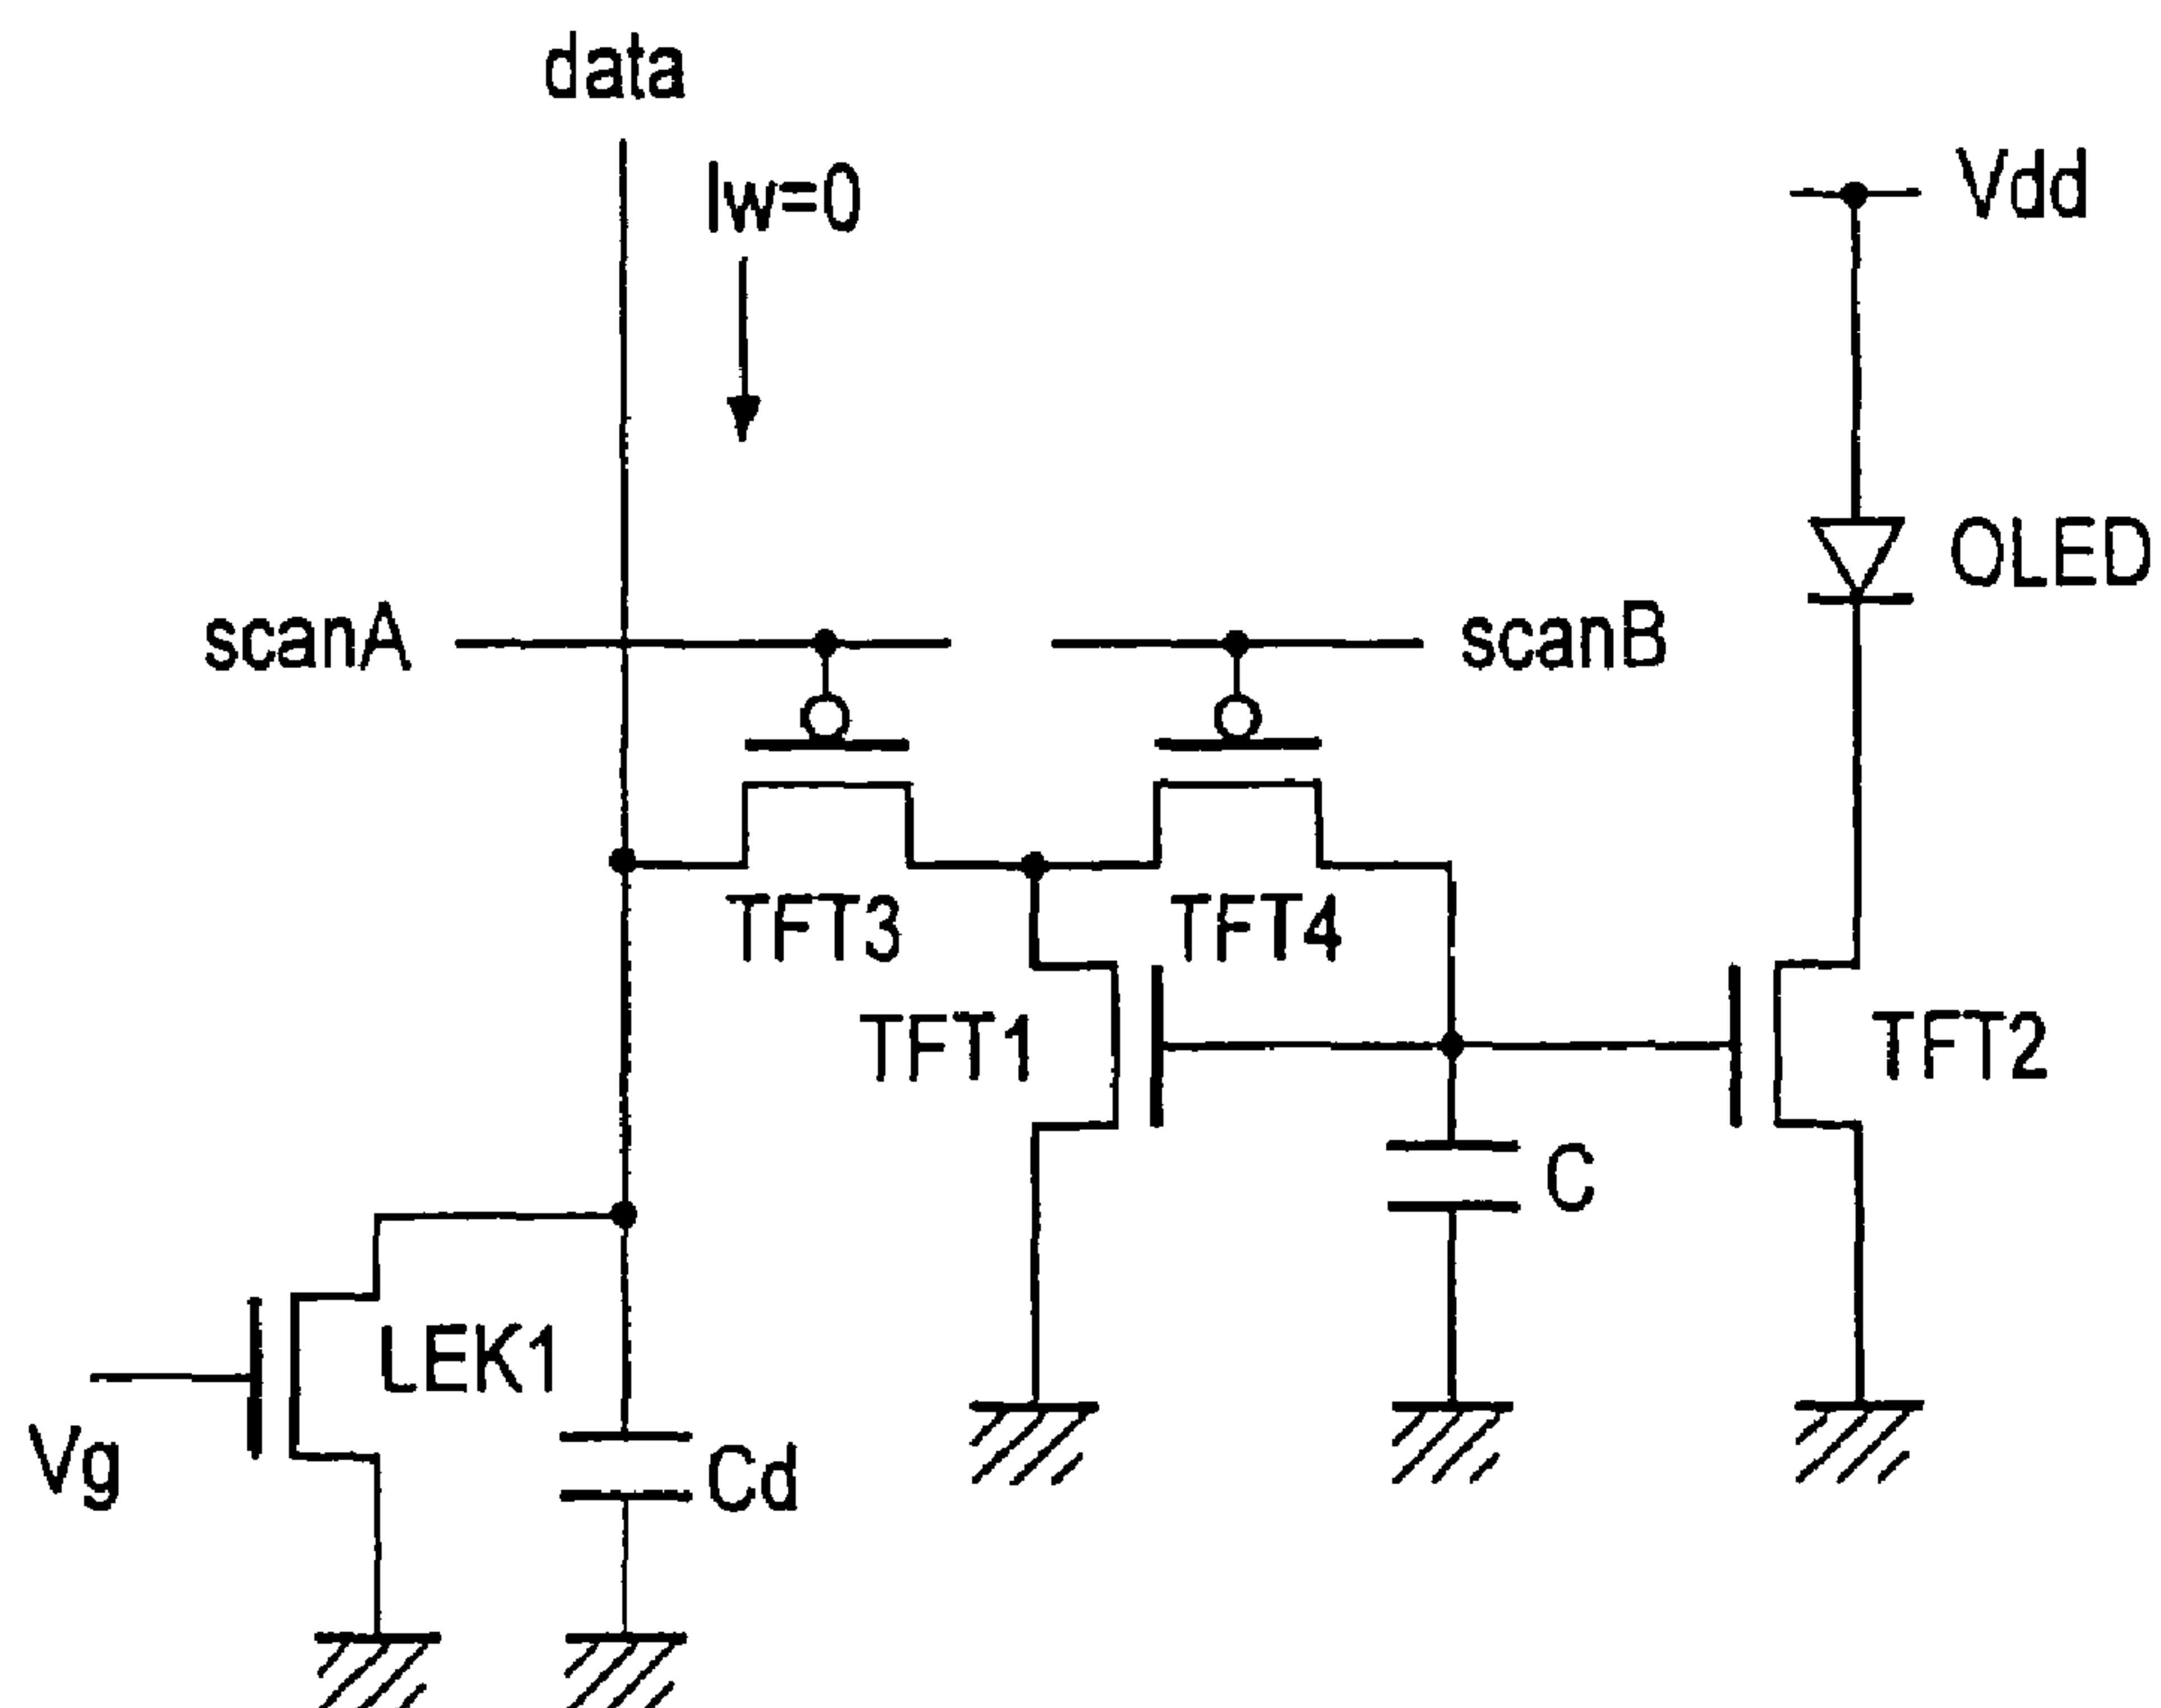 data
Iw=0
Vdd
OLED
scanA
scanB
TFT3
TFT4
TFT1
TFT2
C
LEK1
Vg
Cd